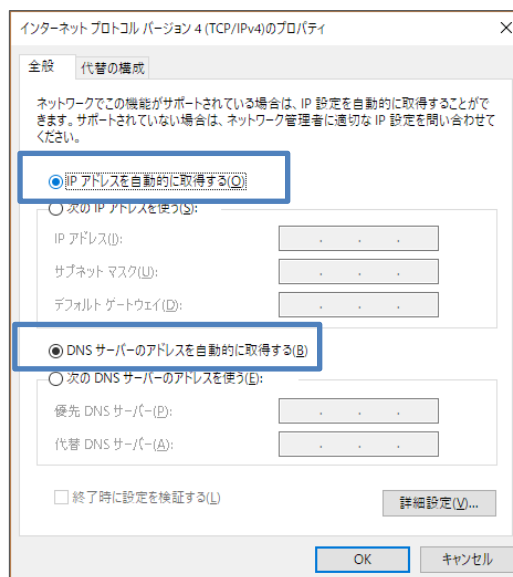 インターネット プロトコル バージョン 4 (TCP/IPv4)のプロパティ
全般
代替の構成
ネットワークでこの機能がサポートされている場合は、IP 設定を自動的に取得することがで
きます。サポートされていない場合は、ネットワーク管理者に適切な IP 設定を問い合わせて
ください。
IP アドレスを自動的に取得する(O)
次の IP アドレスを使う(S):
IP アドレス(I):
サブネット マスク(U):
デフォルト ゲートウェイ(D):
DNS サーバーのアドレスを自動的に取得する(B)
次の DNS サーバーのアドレスを使う(E):
優先 DNS サーバー(P):
代替 DNS サーバー(A):
終了時に設定を検証する(L)
詳細設定(V)...
OK
キャンセル